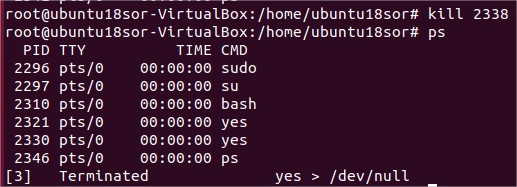 root@ubuntu18sor-VirtualBox:/home/ubuntu18sor# kill 2338
root@ubuntu18sor-VirtualBox:/home/ubuntu18sor# ps
PID TTY TIME CMD
2296 pts/0 00:00:00 sudo
2297 pts/0 00:00:00 su
2310 pts/0 00:00:00 bash
2321 pts/0 00:00:00 yes
2330 pts/0 00:00:00 yes
2346 pts/0 00:00:00 ps
[3] Terminated yes > /dev/null